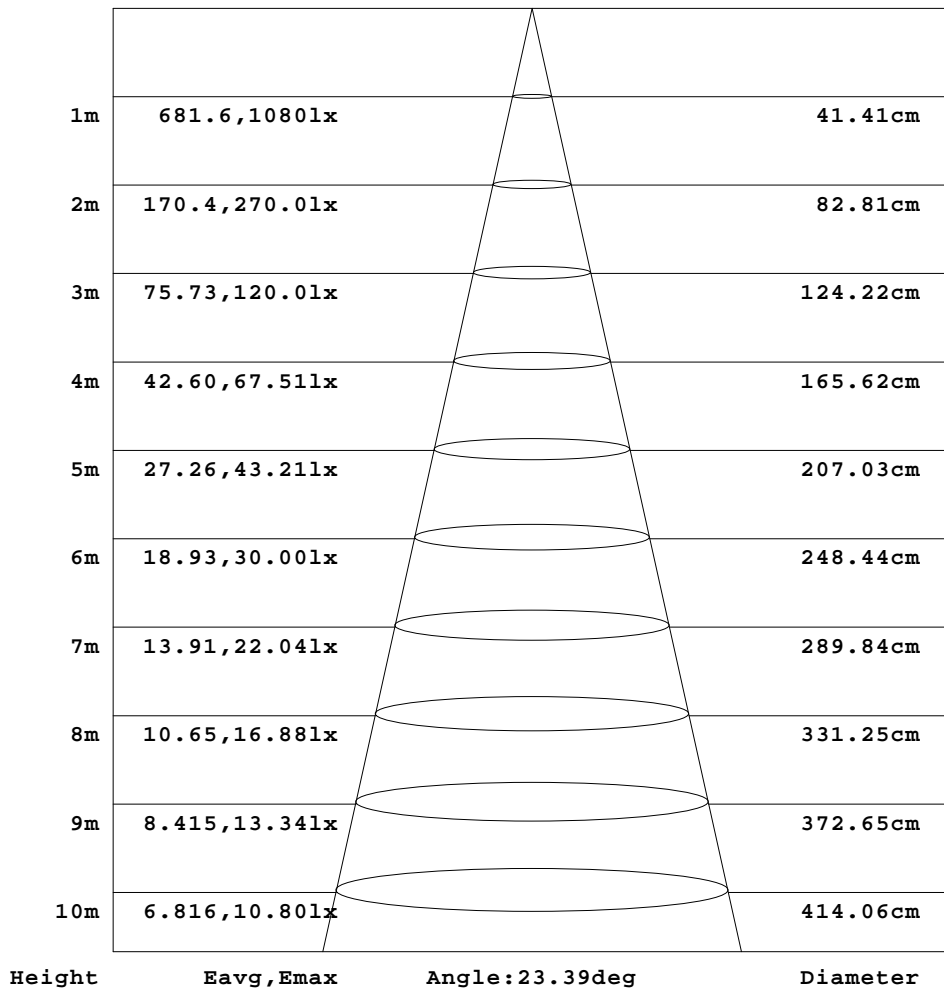 1m 681.6,1080lx 41.41cm
2m 170.4,270.0lx 82.81cm
3m 75.73,120.0lx 124.22cm
4m 42.60,67.51lx 165.62cm
5m 27.26,43.21lx 207.03cm
6m 18.93,30.00lx 248.44cm
7m 13.91,22.04lx 289.84cm
8m 10.65,16.88lx 331.25cm
9m 8.415,13.34lx 372.65cm
10m 6.816,10.80lx 414.06cm
Height Eavg,Emax Angle:23.39deg Diameter